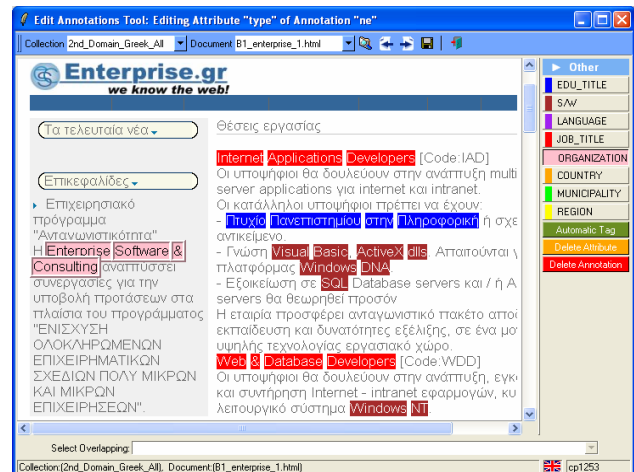 Edit Annotations Tool: Editing Attribute "type" of Annotation "ne"
Collection 2nd_Domain_Greek_All Document B1_enterprise_1.html
Enterprise.gr
we know the web!
Τα τελευταία νέα
Επικεφαλίδες
Επιχειρησιακό
πρόγραμμα
"Ανταγωνιστικότητα"
Η Enterprise Software &
Consulting αναπτύσσει
συνεργασίες για την
υποβολή προτάσεων στα
πλαίσια του προγράμματος
"ΕΝΙΣΧΥΣΗ
ΟΛΟΚΛΗΡΩΜΕΝΩΝ
ΕΠΙΧΕΙΡΗΜΑΤΙΚΩΝ
ΣΧΕΔΙΩΝ ΠΟΛΥ ΜΙΚΡΩΝ
ΚΑΙ ΜΙΚΡΩΝ
ΕΠΙΧΕΙΡΗΣΕΩΝ".
Θέσεις εργασίας
Internet Applications Developers [Code:IAD]
Οι υποψήφιοι θα δουλεύουν στην ανάπτυξη multi
server applications για internet και intranet.
Οι κατάλληλοι υποψήφιοι πρέπει να έχουν:
- Πτυχίο Πανεπιστημίου στην Πληροφορική ή σχε
αντικείμενο.
- Γνώση Visual Basic, ActiveX dlls. Απαιτούνται γ
πλατφόρμας Windows DNA.
- Εξοικείωση σε SQL Database servers και / ή A
servers θα θεωρηθεί προσόν
Η εταιρία προσφέρει ανταγωνιστικό πακέτο αποδ
εκπαίδευση και δυνατότητες εξέλιξης, σε ένα μον
υψηλής τεχνολογίας εργασιακό χώρο.
Web & Database Developers [Code:WDD]
Οι υποψήφιοι θα δουλεύουν στην ανάπτυξη, εγκ
και συντήρηση Internet - intranet εφαρμογών, κυ
λειτουργικό σύστημα Windows NT.
Other
EDU_TITLE
S/W
LANGUAGE
JOB_TITLE
ORGANIZATION
COUNTRY
MUNICIPALITY
REGION
Automatic Tag
Delete Attribute
Delete Annotation
Select Overlapping:
Collection:(2nd_Domain_Greek_All), Document:(B1_enterprise_1.html)
cp1253